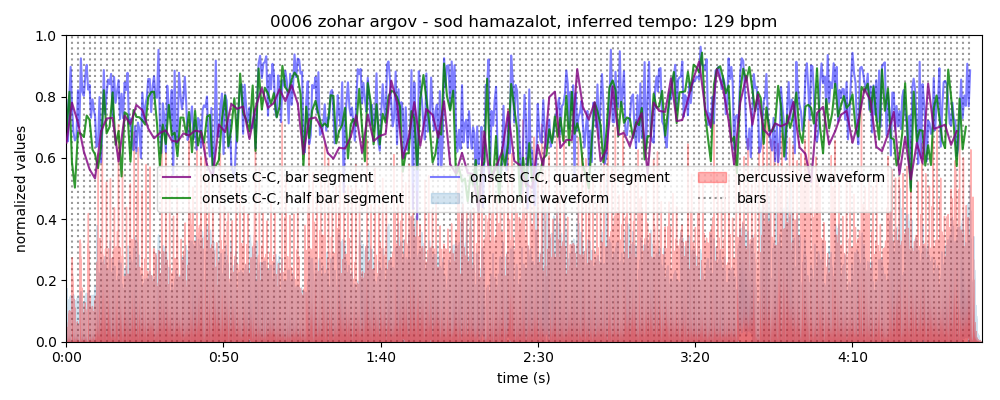 0006 zohar argov - sod hamazalot, inferred tempo: 129 bpm
1.0
0.8
0.6
0.4
0.2
0.0
normalized values
onsets C-C, bar segment
onsets C-C, half bar segment
onsets C-C, quarter segment
harmonic waveform
percussive waveform
bars
0:00 0:50 1:40 2:30 3:20 4:10
time (s)